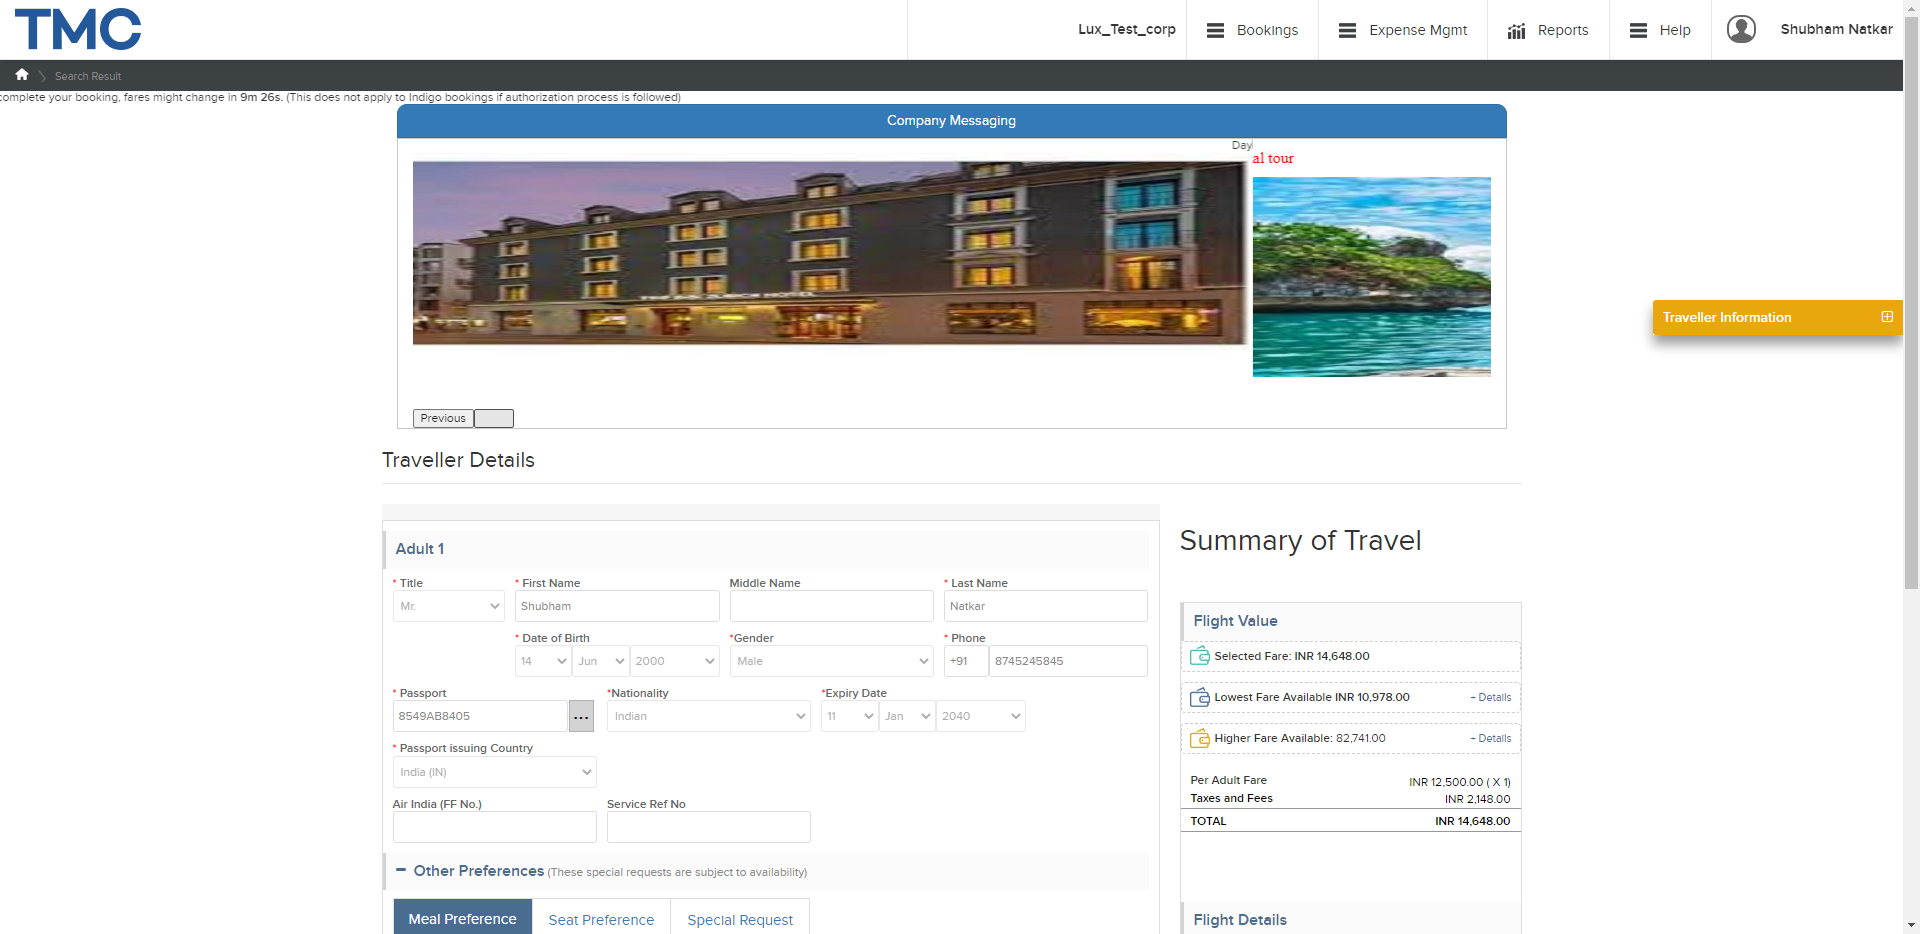 TMC
Lux_Test_corp
Bookings
Expense Mgmt
Reports
Help
Shubham Natkar
Search Result
complete your booking, fares might change in 9m 26s. (This does not apply to Indigo bookings if authorization process is followed)
Company Messaging
Day
al tour
Traveller Information
Previous
Traveller Details
Adult 1
* Title
* First Name
Middle Name
* Last Name
Mr.
Shubham
Natkar
* Date of Birth
*Gender
* Phone
14
Jun
2000
Male
+91
8745245845
* Passport
*Nationality
*Expiry Date
8549AB8405
...
Indian
11
Jan
2040
* Passport issuing Country
India (IN)
Air India (FF No.)
Service Ref No
Other Preferences (These special requests are subject to availability)
Meal Preference
Seat Preference
Special Request
Summary of Travel
Flight Value
Selected Fare: INR 14,648.00
Lowest Fare Available INR 10,978.00
+ Details
Higher Fare Available: 82,741.00
+ Details
Per Adult Fare
INR 12,500.00 ( X 1)
Taxes and Fees
INR 2,148.00
TOTAL
INR 14,648.00
Flight Details